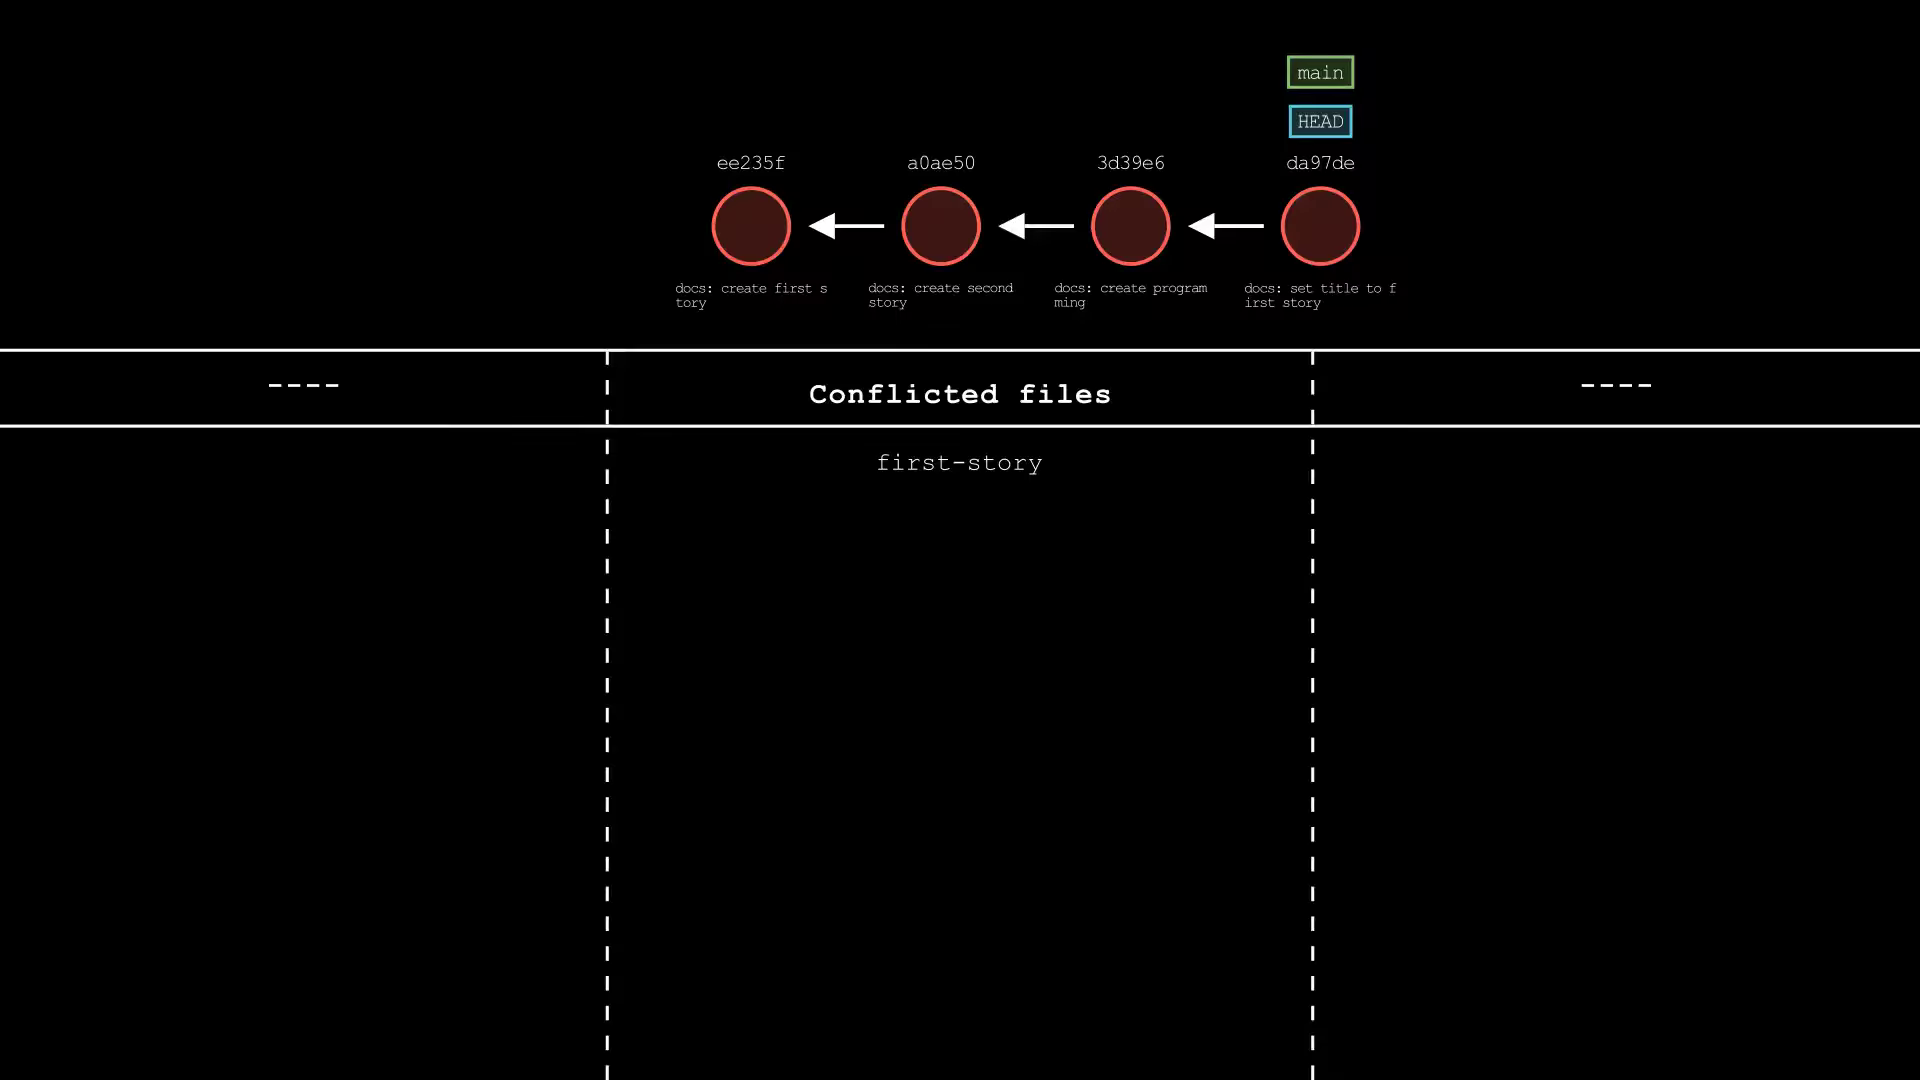 main
HEAD
ee235f a0ae50 3d39e6 da97de
docs: create first s
tory
docs: create second
story
docs: create program
ming
docs: set title to f
irst story
---- Conflicted files ----
first-story